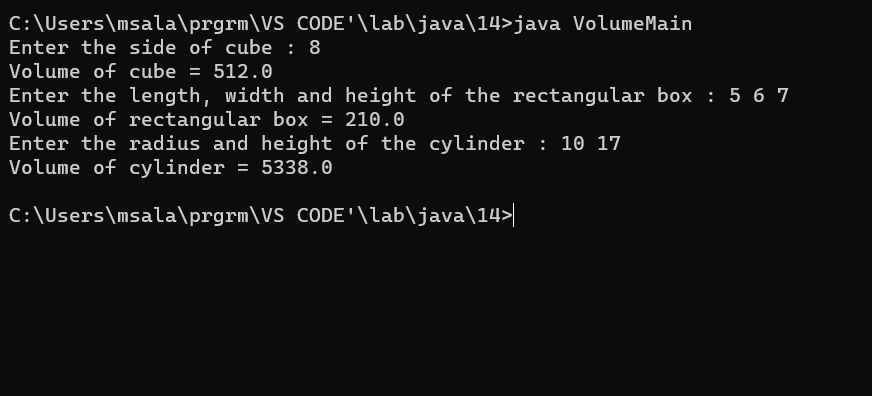 C:\Users\msala\prgrm\VS CODE'\lab\java\14>java VolumeMain
Enter the side of cube : 8
Volume of cube = 512.0
Enter the length, width and height of the rectangular box : 5 6 7
Volume of rectangular box = 210.0
Enter the radius and height of the cylinder : 10 17
Volume of cylinder = 5338.0
C:\Users\msala\prgrm\VS CODE'\lab\java\14>